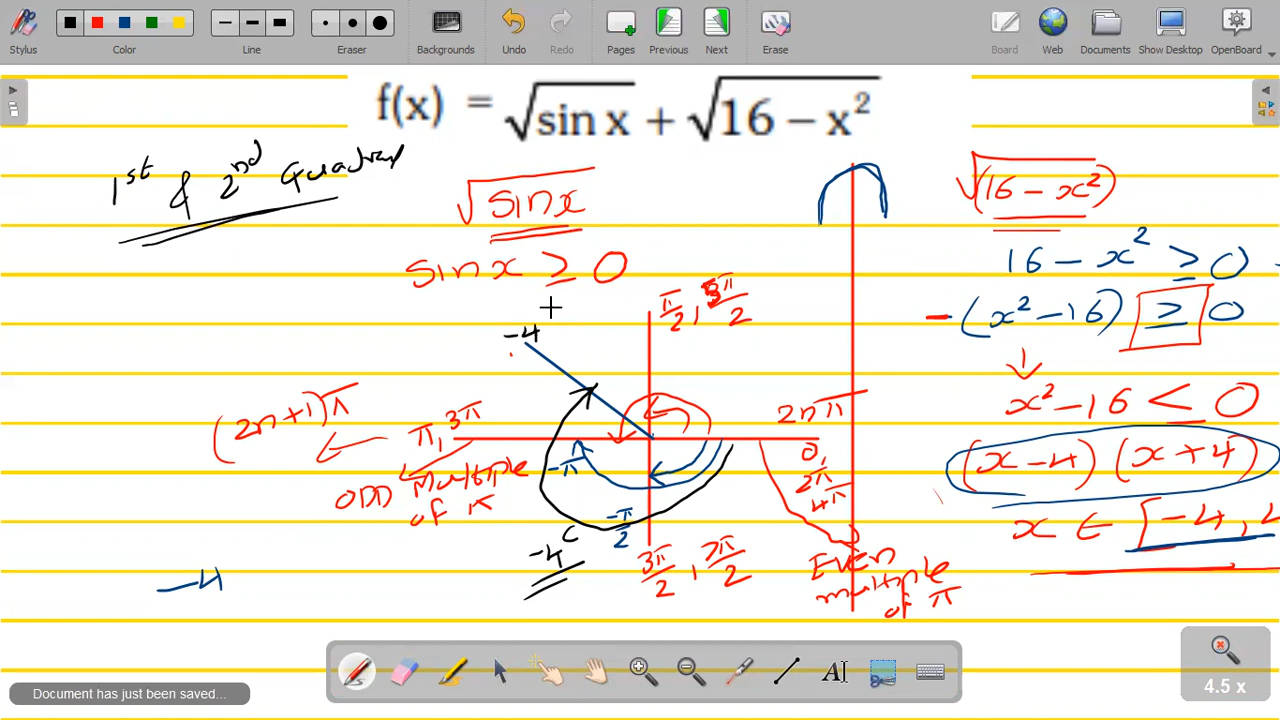 Stylus Color Line Eraser Backgrounds Undo Redo Pages Previous Next Erase Board Web Documents Show Desktop OpenBoard
f(x) = √sin x + √16 − x²
1st & 2nd Quadrant
√sinx
sinx ≥ 0
√(16 − x²)
16 − x² ≥ 0
−(x² − 16) ≥ 0
x² − 16 < 0
(x − 4) (x + 4)
x ∈ [−4, 4
π/2, 5π/2
−4
2nπ
(2n+1)π
π, 3π
0,
2π
4π
−π
ODD Multiple
of π
−π/2
−4ᶜ
3π/2, 7π/2
EVEN
multiple
of π
−4
Document has just been saved...
4.5 x